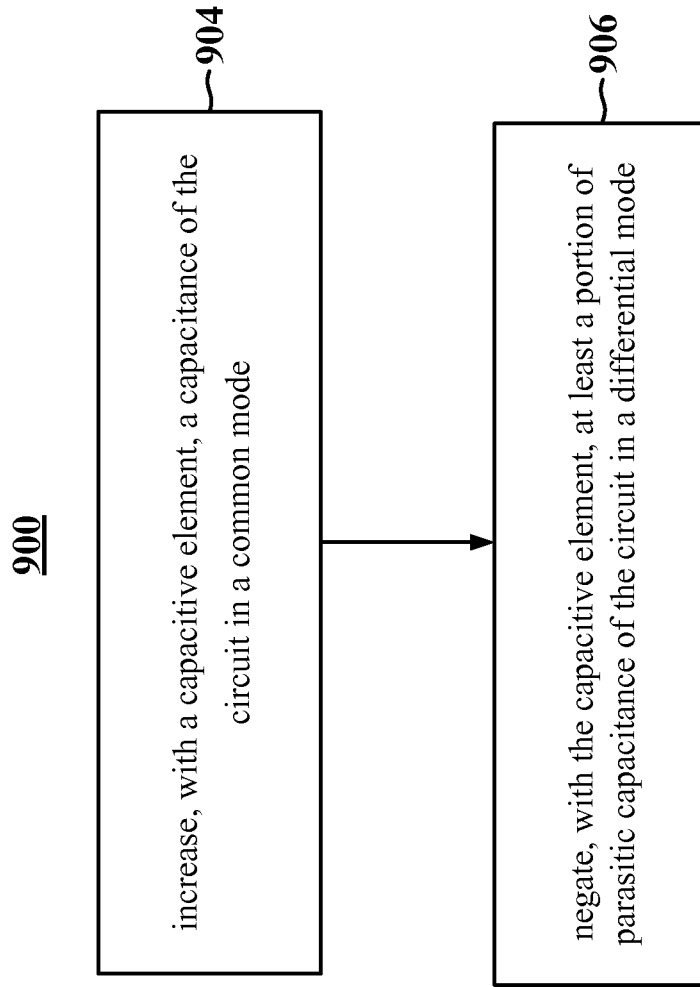 900
increase, with a capacitive element, a capacitance of the
circuit in a common mode
904
negate, with the capacitive element, at least a portion of
parasitic capacitance of the circuit in a differential mode
906